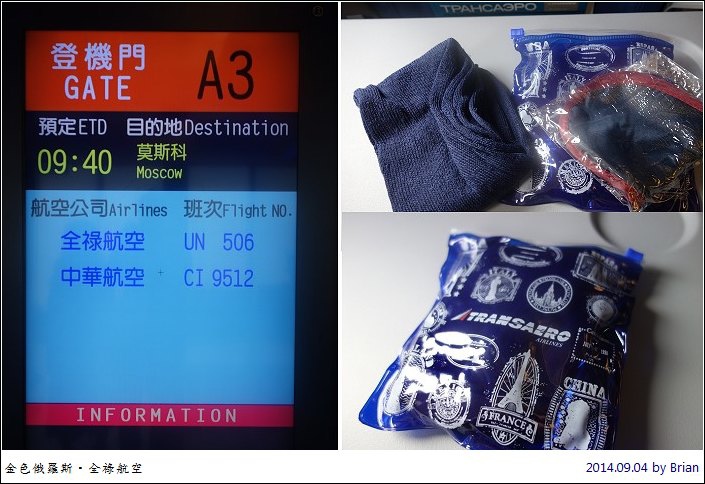 登機門
GATE
A3
預定ETD 目的地Destination
09:40 莫斯科
Moscow
航空公司Airlines 班次Flight NO.
全祿航空 UN 506
中華航空 CI 9512
INFORMATION
ТРАНСАЭРО
TRANSAERO
AIRLINES
FRANCE
CHINA
金色俄羅斯‧全祿航空
2014.09.04 by Brian